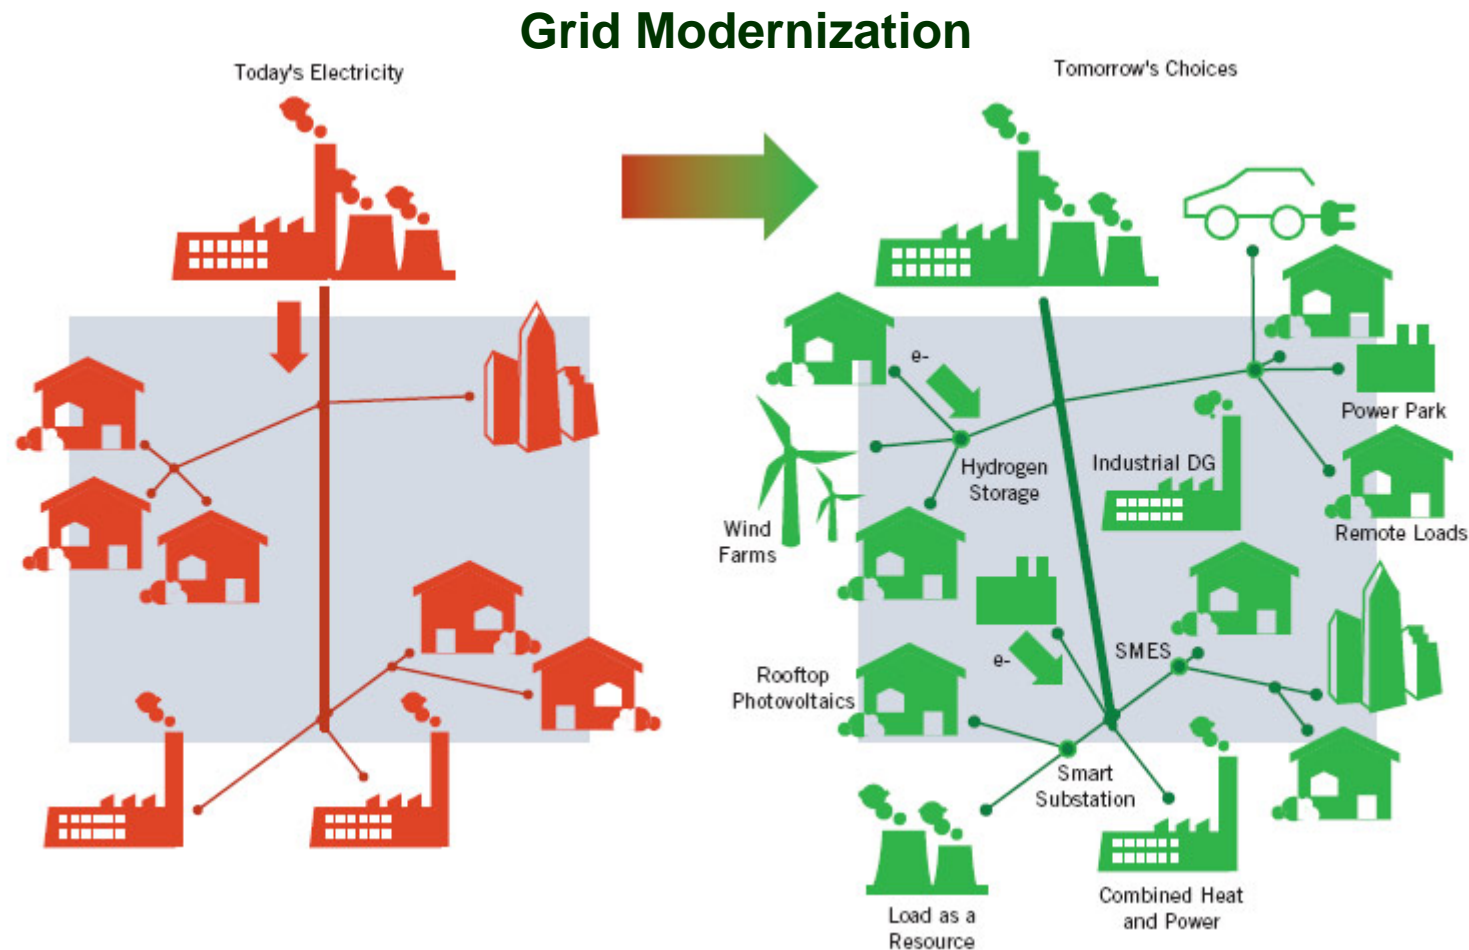 Grid Modernization
Today's Electricity
Tomorrow's Choices
e-
Power Park
Hydrogen
Storage
Industrial DG
Wind
Farms
Remote Loads
e-
SMES
Rooftop
Photovoltaics
Smart
Substation
Combined Heat
and Power
Load as a
Resource